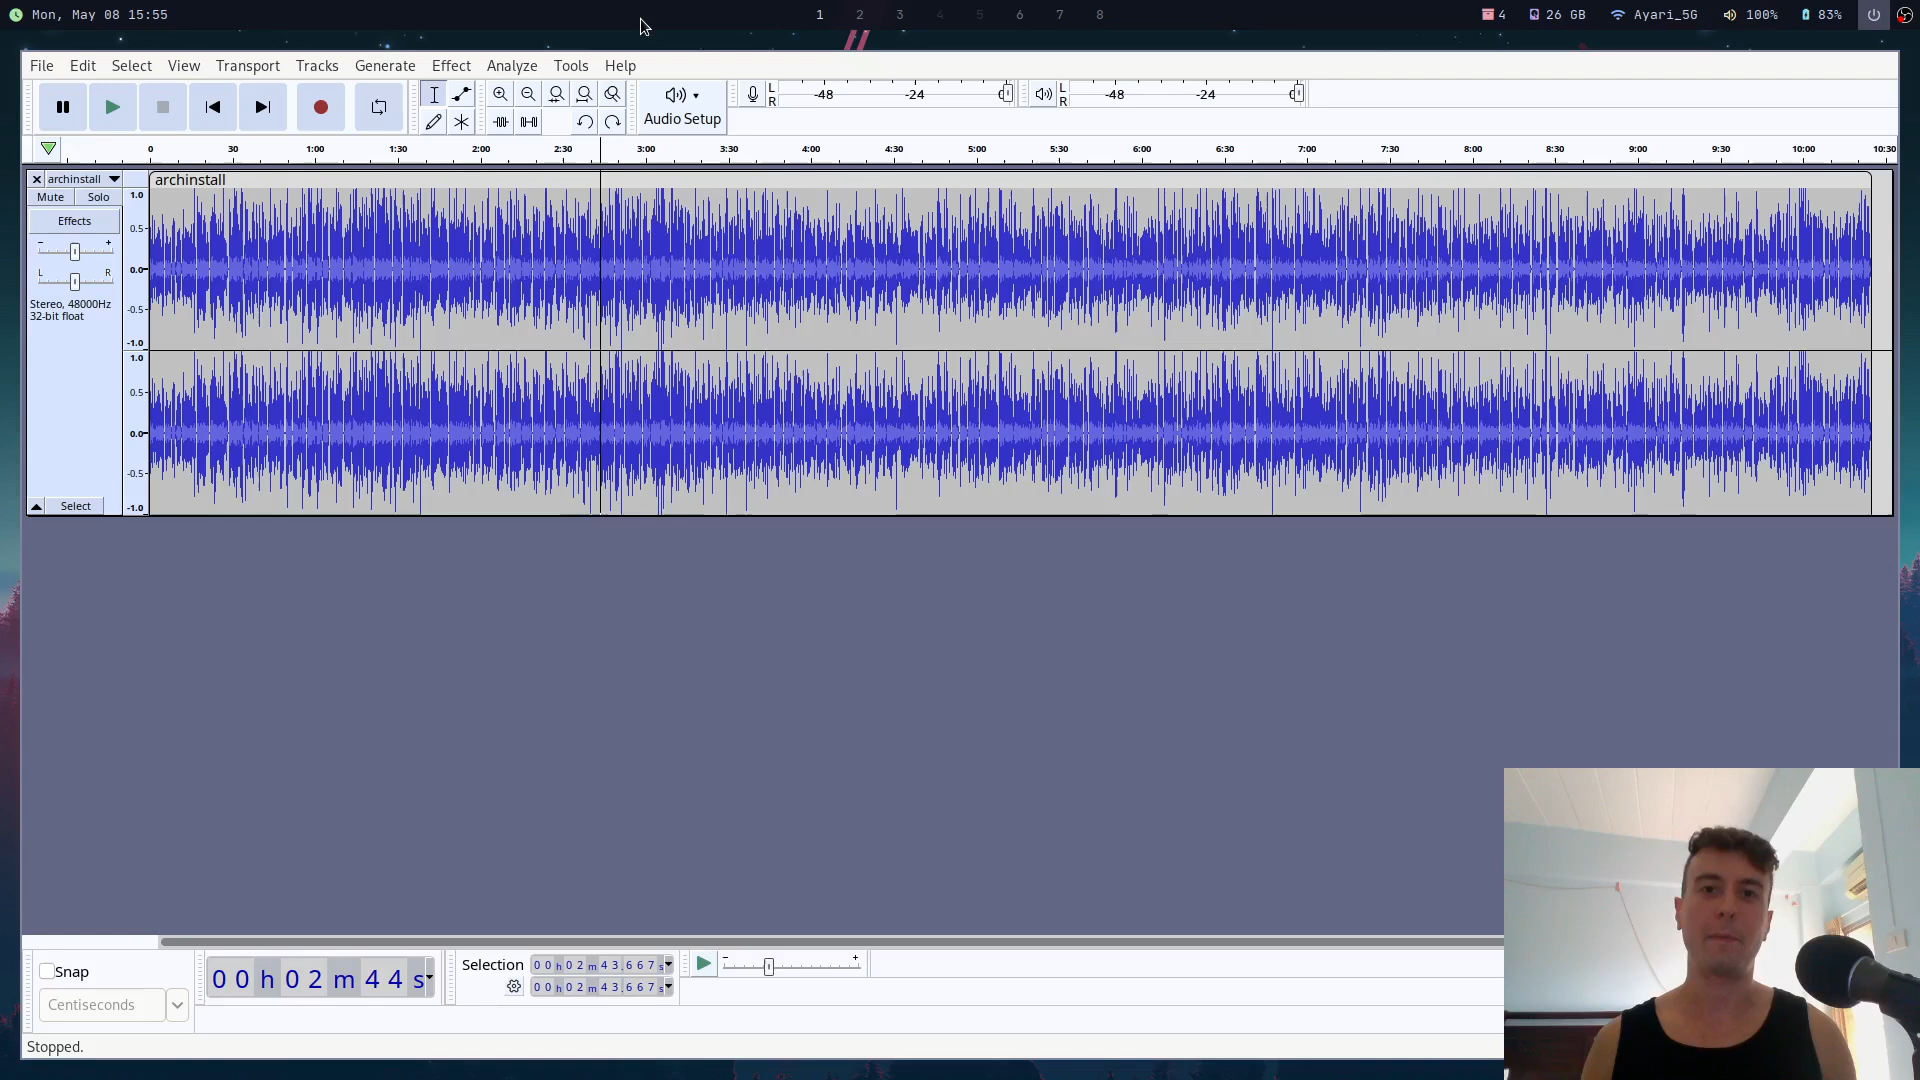 Mon, May 08 15:55 1 2 3 4 5 6 7 8 4 26 GB Ayari_5G 100% 83%
File Edit Select View Transport Tracks Generate Effect Analyze Tools Help
L -48 -24 0 L -48 -24 0
R R
Audio Setup
0 30 1:00 1:30 2:00 2:30 3:00 3:30 4:00 4:30 5:00 5:30 6:00 6:30 7:00 7:30 8:00 8:30 9:00 9:30 10:00 10:30
archinstall archinstall
Mute Solo 1.0
Effects 0.5
- +
L R 0.0
Stereo, 48000Hz -0.5
32-bit float
-1.0
1.0
0.5
0.0
-0.5
Select -1.0
Snap 00h02m44s Selection 00h02m43.667s - +
Centiseconds 00h02m43.667s
Stopped.